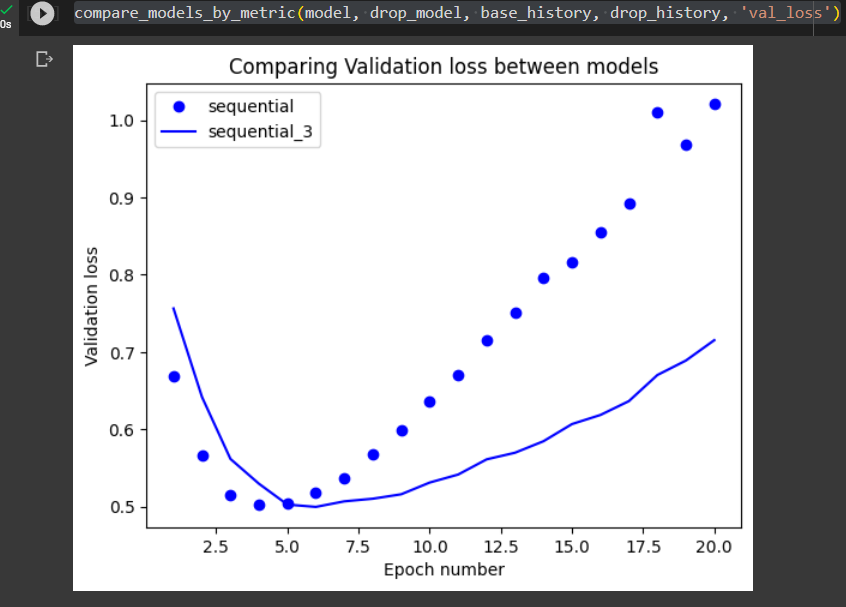 compare_models_by_metric(model, drop_model, base_history, drop_history, 'val_loss')
0s
Comparing Validation loss between models
sequential
sequential_3
1.0
0.9
0.8
0.7
0.6
0.5
Validation loss
2.5 5.0 7.5 10.0 12.5 15.0 17.5 20.0
Epoch number